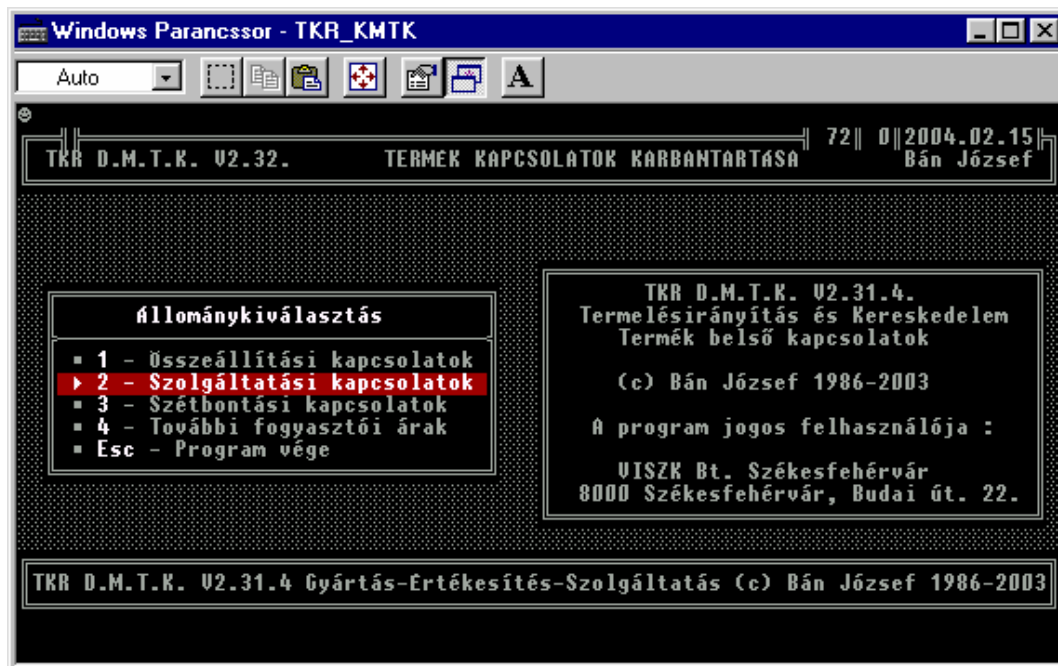 Windows Parancssor - TKR_KMTK
Auto
A
72 0 2004.02.15
TKR D.M.T.K. V2.32. TERMÉK KAPCSOLATOK KARBANTARTÁSA Bán József
Állománykiválasztás
1 - Összeállítási kapcsolatok
2 - Szolgáltatási kapcsolatok
3 - Szétbontási kapcsolatok
4 - További fogyasztói árak
Esc - Program vége
TKR D.M.T.K. V2.31.4.
Termelésirányítás és Kereskedelem
Termék belső kapcsolatok
(c) Bán József 1986-2003
A program jogos felhasználója :
VISZK Bt. Székesfehérvár
8000 Székesfehérvár, Budai út. 22.
TKR D.M.T.K. V2.31.4 Gyártás-Értékesítés-Szolgáltatás (c) Bán József 1986-2003